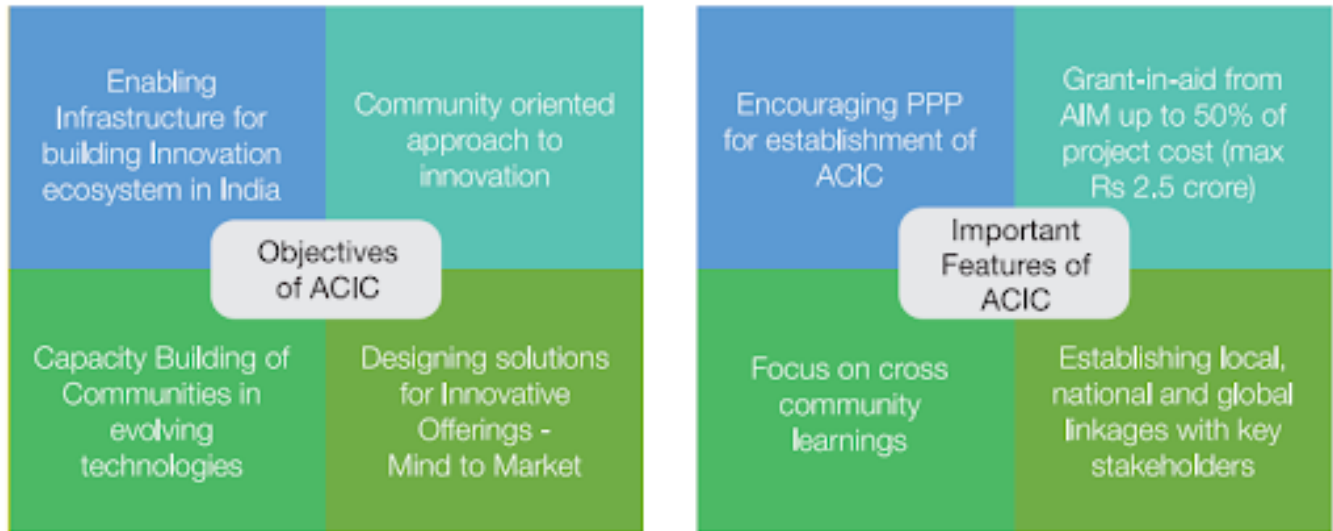 Enabling
Infrastructure for
building Innovation
ecosystem in India
Community oriented
approach to
innovation
Objectives
of ACIC
Capacity Building of
Communities in
evolving
technologies
Designing solutions
for Innovative
Offerings -
Mind to Market
Encouraging PPP
for establishment of
ACIC
Grant-in-aid from
AIM up to 50% of
project cost (max
Rs 2.5 crore)
Important
Features of
ACIC
Focus on cross
community
learnings
Establishing local,
national and global
linkages with key
stakeholders